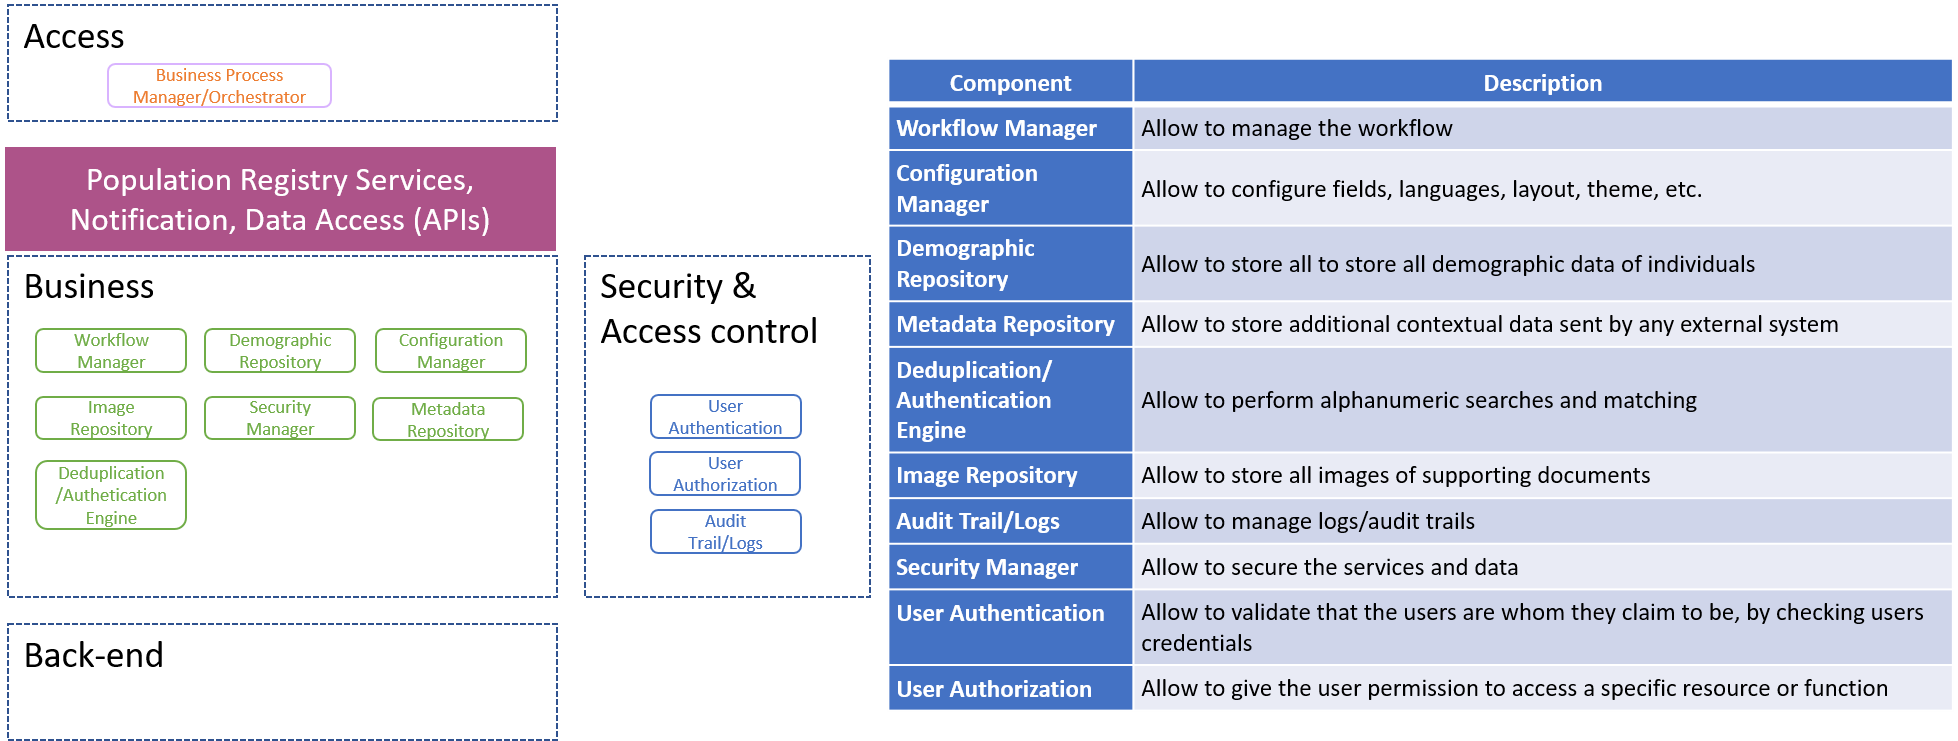 Access
Business Process
Manager/Orchestrator
Population Registry Services,
Notification, Data Access (APIs)
Business
Workflow
Manager
Demographic
Repository
Configuration
Manager
Image
Repository
Security
Manager
Metadata
Repository
Deduplication
/Authetication
Engine
Back-end
Security &
Access control
User
Authentication
User
Authorization
Audit
Trail/Logs
Component
Description
Workflow Manager
Allow to manage the workflow
Configuration
Manager
Allow to configure fields, languages, layout, theme, etc.
Demographic
Repository
Allow to store all to store all demographic data of individuals
Metadata Repository
Allow to store additional contextual data sent by any external system
Deduplication/
Authentication
Engine
Allow to perform alphanumeric searches and matching
Image Repository
Allow to store all images of supporting documents
Audit Trail/Logs
Allow to manage logs/audit trails
Security Manager
Allow to secure the services and data
User Authentication
Allow to validate that the users are whom they claim to be, by checking users
credentials
User Authorization
Allow to give the user permission to access a specific resource or function